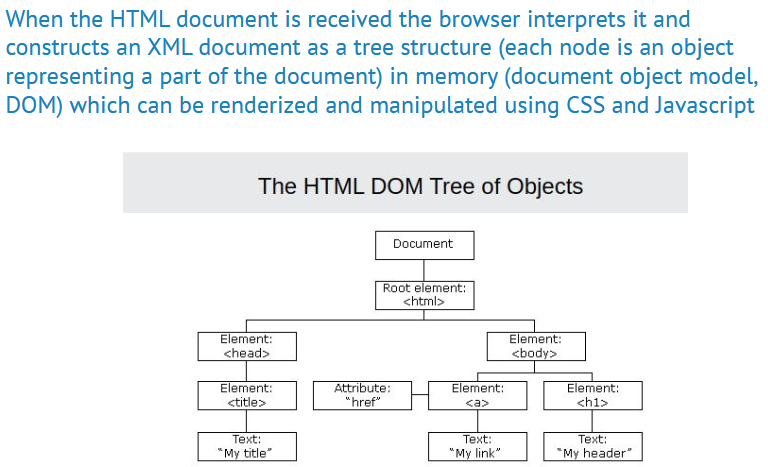 When the HTML document is received the browser interprets it and
constructs an XML document as a tree structure (each node is an object
representing a part of the document) in memory (document object model,
DOM) which can be renderized and manipulated using CSS and Javascript
The HTML DOM Tree of Objects
Document
Root element:
<html>
Element:
<head>
Element:
<body>
Element:
<title>
Attribute:
"href"
Element:
<a>
Element:
<h1>
Text:
"My title"
Text:
"My link"
Text:
"My header"